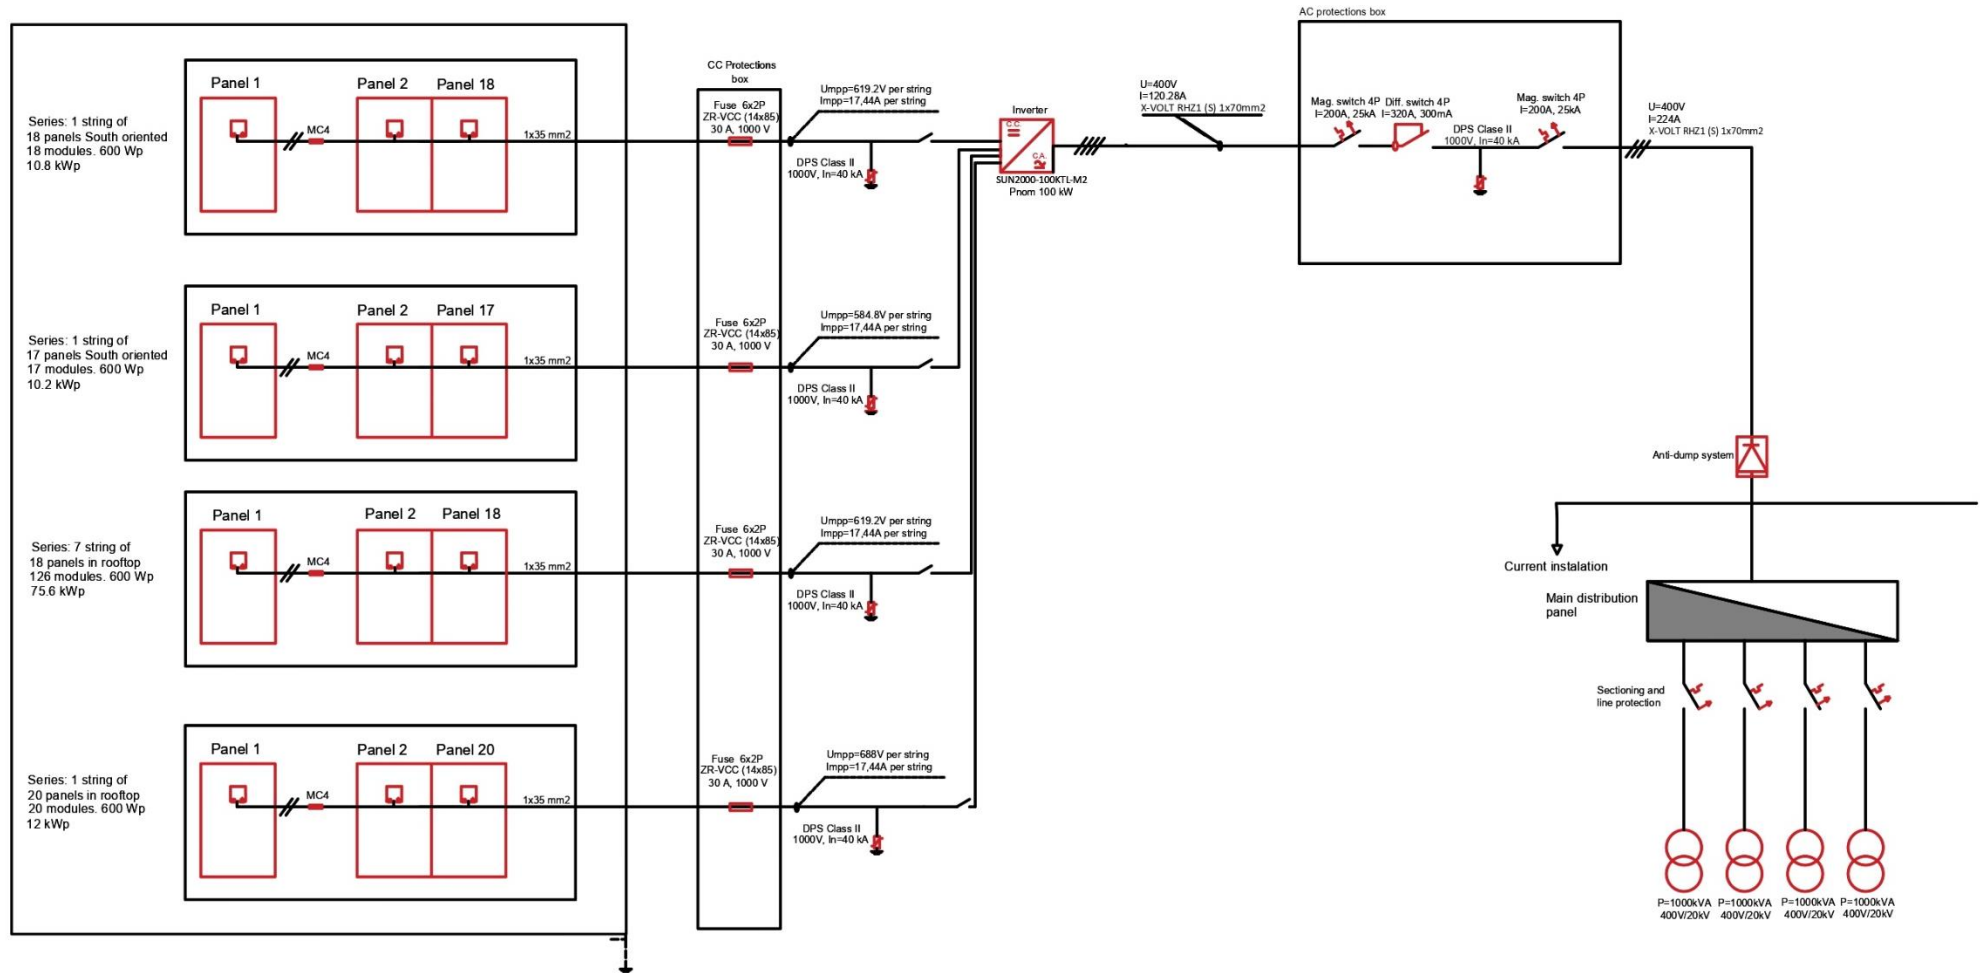 Series: 1 string of
18 panels South oriented
18 modules. 600 Wp
10.8 kWp
Panel 1
Panel 2
Panel 18
MC4
1x35 mm2
CC Protections
box
Fuse 6x2P
ZR-VCC (14x85)
30 A, 1000 V
Umpp=619.2V per string
Impp=17,44A per string
DPS Class II
1000V, In=40 kA
Inverter
C.C.
C.A.
SUN2000-100KTL-M2
Pnom 100 kW
U=400V
I=120.28A
X-VOLT RHZ1 (S) 1x70mm2
AC protections box
Mag. switch 4P
I=200A, 25kA
Diff. switch 4P
I=320A, 300mA
DPS Clase II
1000V, In=40 kA
Mag. switch 4P
I=200A, 25kA
U=400V
I=224A
X-VOLT RHZ1 (S) 1x70mm2
Series: 1 string of
17 panels South oriented
17 modules. 600 Wp
10.2 kWp
Panel 1
Panel 2
Panel 17
MC4
1x35 mm2
Fuse 6x2P
ZR-VCC (14x85)
30 A, 1000 V
Umpp=584.8V per string
Impp=17,44A per string
DPS Class II
1000V, In=40 kA
Series: 7 string of
18 panels in rooftop
126 modules. 600 Wp
75.6 kWp
Panel 1
Panel 2
Panel 18
MC4
1x35 mm2
Fuse 6x2P
ZR-VCC (14x85)
30 A, 1000 V
Umpp=619.2V per string
Impp=17,44A per string
DPS Class II
1000V, In=40 kA
Series: 1 string of
20 panels in rooftop
20 modules. 600 Wp
12 kWp
Panel 1
Panel 2
Panel 20
MC4
1x35 mm2
Fuse 6x2P
ZR-VCC (14x85)
30 A, 1000 V
Umpp=688V per string
Impp=17,44A per string
DPS Class II
1000V, In=40 kA
Anti-dump system
Current instalation
Main distribution
panel
Sectioning and
line protection
P=1000kVA
400V/20kV
P=1000kVA
400V/20kV
P=1000kVA
400V/20kV
P=1000kVA
400V/20kV